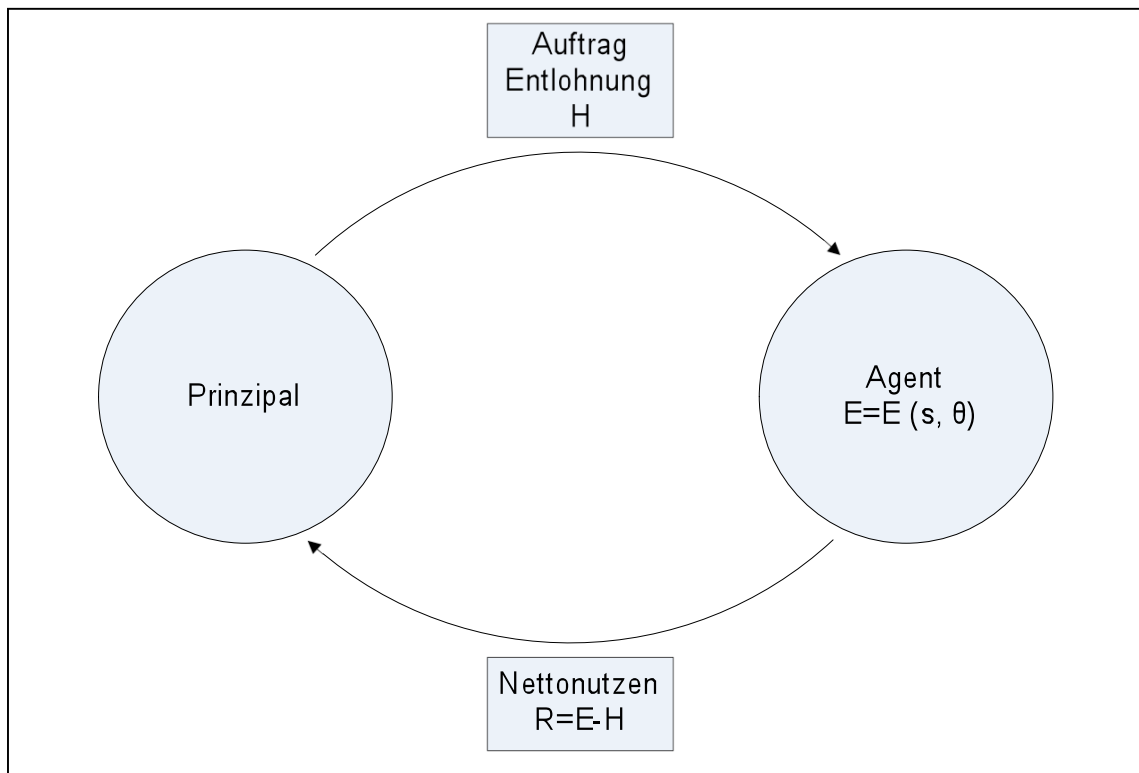 Auftrag
Entlohnung
H
Prinzipal
Agent
E=E (s, θ)
Nettonutzen
R=E-H